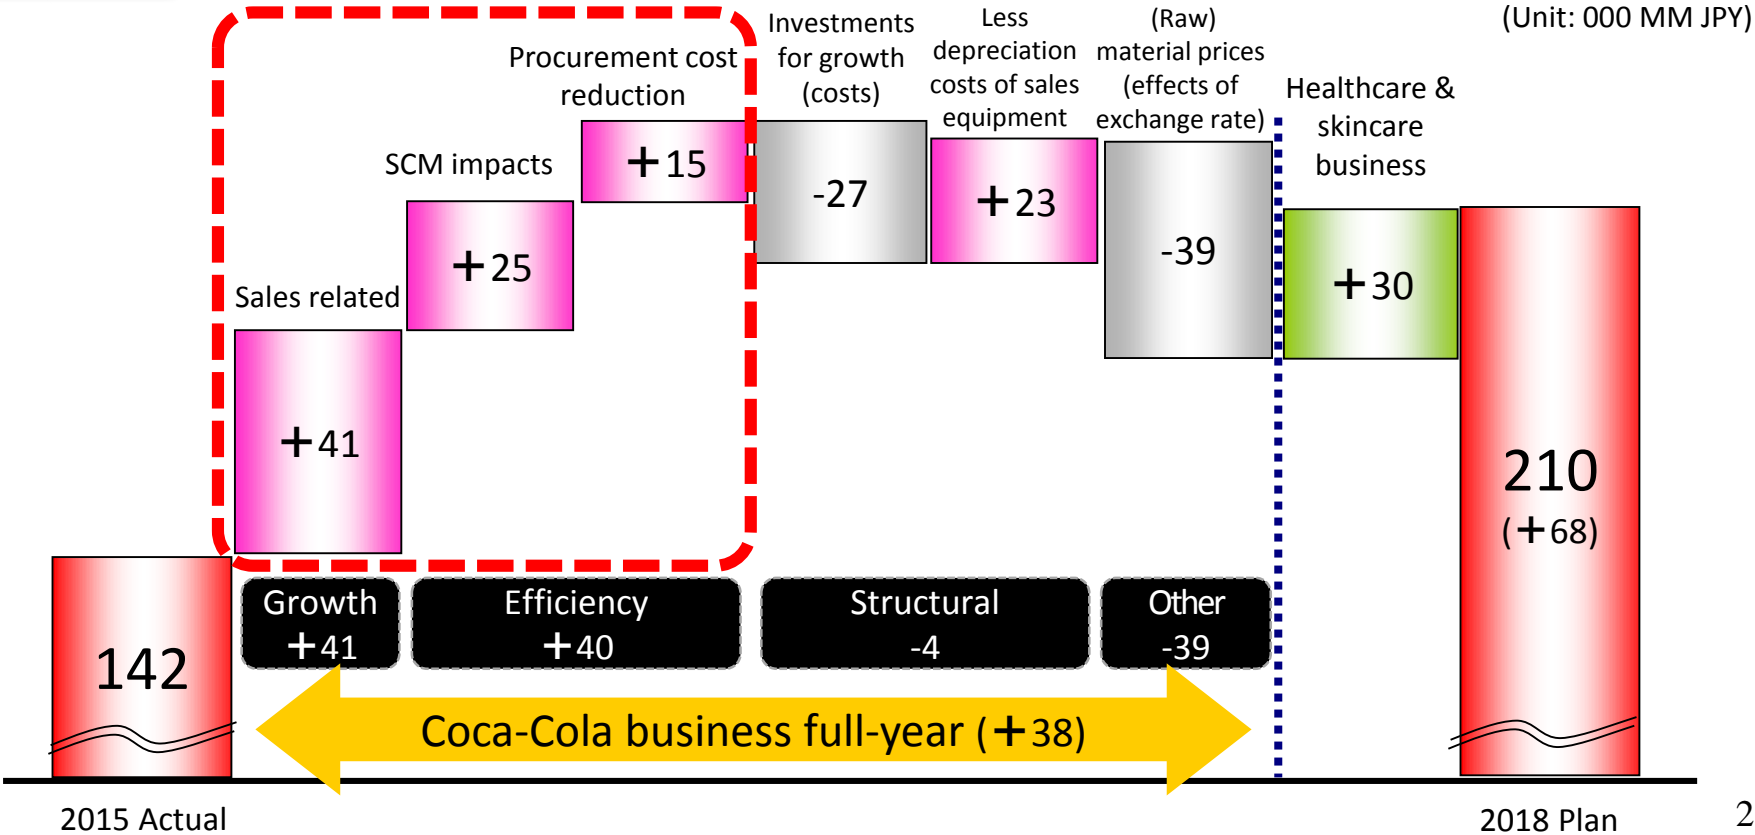 (Unit: 000 MM JPY)
Sales related
+41
SCM impacts
+25
Procurement cost
reduction
+15
Investments
for growth
(costs)
-27
Less
depreciation
costs of sales
equipment
+23
(Raw)
material prices
(effects of
exchange rate)
-39
Healthcare &
skincare
business
+30
210
(+68)
142
Growth
+41
Efficiency
+40
Structural
-4
Other
-39
Coca-Cola business full-year (+38)
2015 Actual
2018 Plan
2